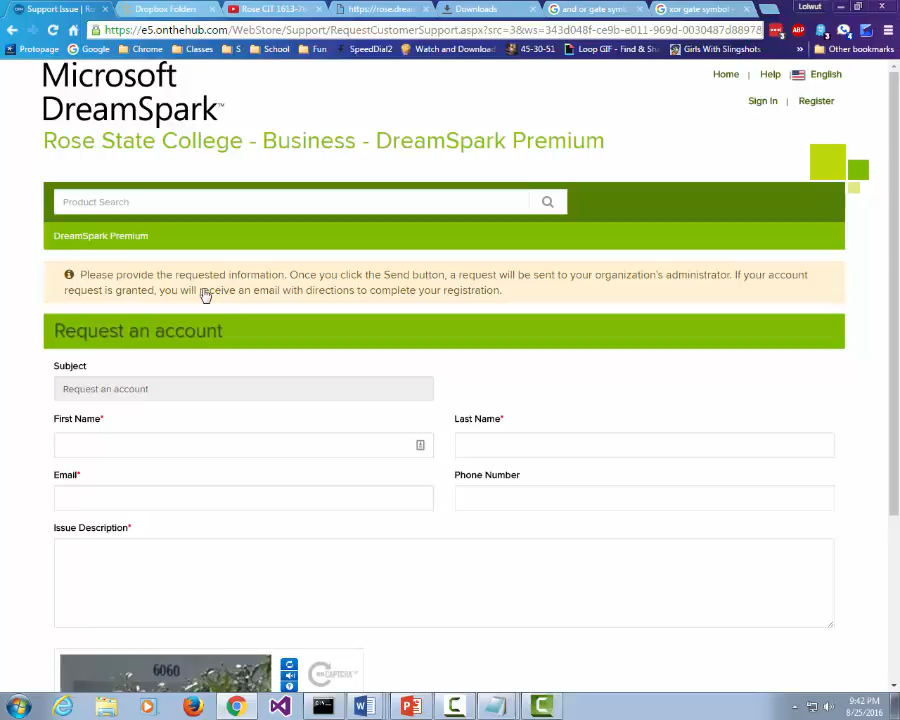 Support Issue | Ro
Dropbox Folders
Rose CIT 1613-7
https://rose.dream
Downloads
and or gate symb
xor gate symbol
Lolwut
https://e5.onthehub.com/WebStore/Support/RequestCustomerSupport.aspx?src=3&ws=343d048f-ce9b-e011-969d-0030487d8897
Protopage
Google
Chrome
Classes
S
School
Fun
SpeedDial2
Watch and Download
45-30-51
Loop GIF - Find & Sha
Girls With Slingshots
»
Other bookmarks
Microsoft
DreamSpark™
Home | Help English
Sign In | Register
Rose State College - Business - DreamSpark Premium
Product Search
DreamSpark Premium
Please provide the requested information. Once you click the Send button, a request will be sent to your organization's administrator. If your account
request is granted, you will receive an email with directions to complete your registration.
Request an account
Subject
Request an account
First Name*
Last Name*
Email*
Phone Number
Issue Description*
6060
CAPTCHA™
9:42 PM
8/25/2016